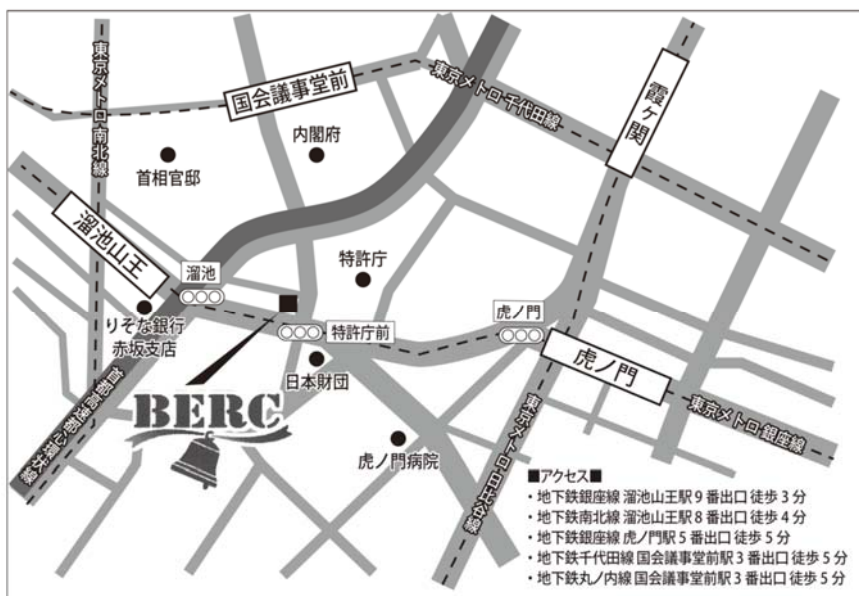 東京メトロ南北線
国会議事堂前
東京メトロ千代田線
霞ヶ関
内閣府
首相官邸
溜池山王
溜池
特許庁
虎ノ門
りそな銀行
赤坂支店
特許庁前
虎ノ門
日本財団
BERC
首都高速都心環状線
東京メトロ日比谷線
東京メトロ銀座線
虎ノ門病院
■アクセス■
・地下鉄銀座線 溜池山王駅9番出口 徒歩3分
・地下鉄南北線 溜池山王駅8番出口 徒歩4分
・地下鉄銀座線 虎ノ門駅5番出口 徒歩5分
・地下鉄千代田線 国会議事堂前駅3番出口 徒歩5分
・地下鉄丸ノ内線 国会議事堂前駅3番出口 徒歩5分